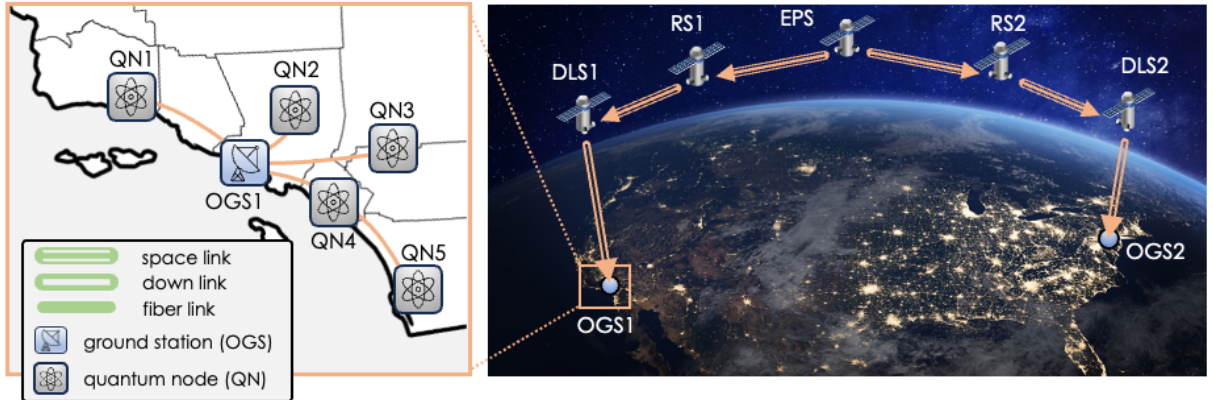 QN1
QN2
QN3
OGS1
QN4
QN5
space link
down link
fiber link
ground station (OGS)
quantum node (QN)
RS1
EPS
RS2
DLS1
DLS2
OGS1
OGS2